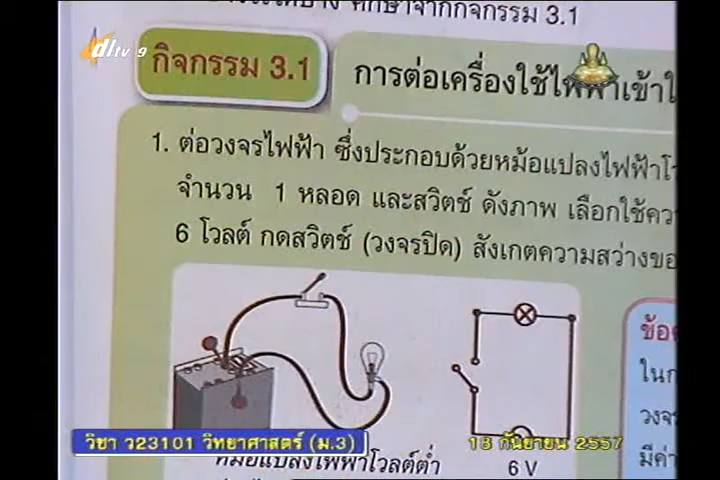 ศึกษาจากกิจกรรม 3.1
dltv 9
กิจกรรม 3.1
การต่อเครื่องใช้ไฟฟ้าเข้าใ
1. ต่อวงจรไฟฟ้า ซึ่งประกอบด้วยหม้อแปลงไฟฟ้าโว
จำนวน 1 หลอด และสวิตช์ ดังภาพ เลือกใช้ควา
6 โวลต์ กดสวิตช์ (วงจรปิด) สังเกตความสว่างขอ
ข้อ
ในก
วงจร
มีค่า
วิชา ว23101 วิทยาศาสตร์ (ม.3)
18 กันยายน 2557
หม้อแปลงไฟฟ้าโวลต์ต่ำ
6 V